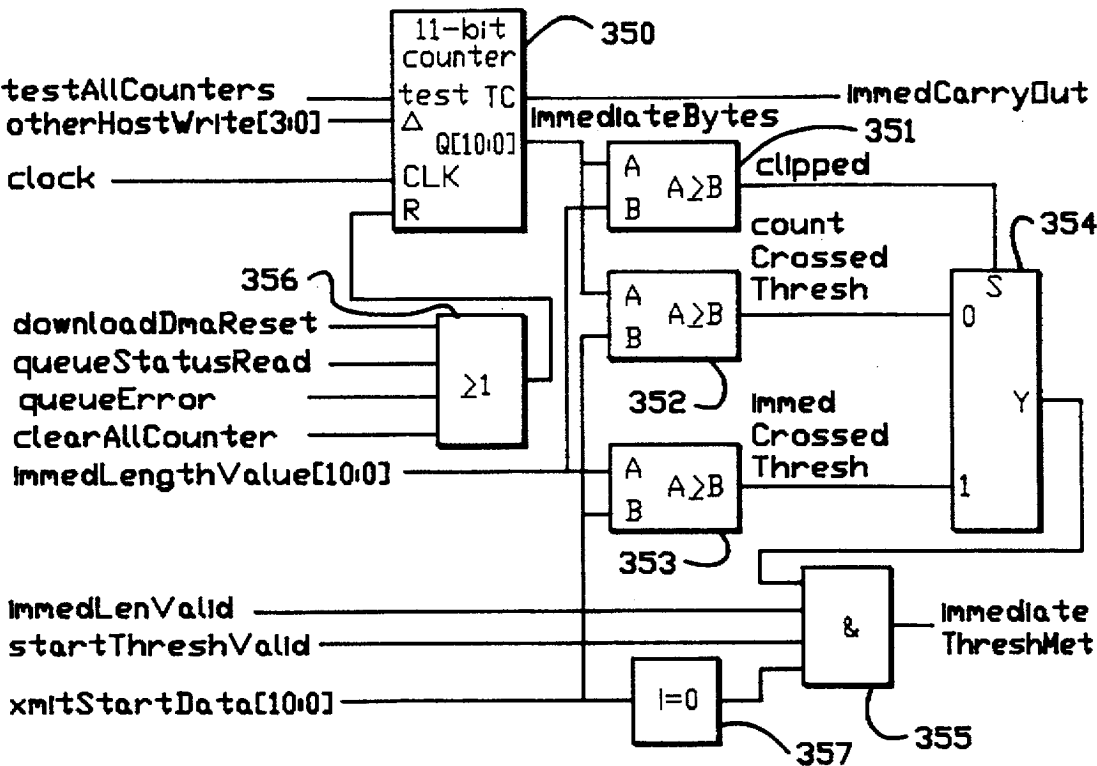 11-bit
counter
350
testAllCounters
test TC
immedCarryOut
otherHostWrite[3:0]
Δ
ImmediateBytes
Q[10:0]
351
clock
CLK
A
B
A≥B
clipped
R
count
Crossed
Thresh
354
356
S
downloadDmaReset
A
B
A≥B
0
queueStatusRead
≥1
queueError
352
Immed
Crossed
Thresh
Y
clearAllCounter
immedLengthValue[10:0]
A
B
A≥B
1
353
immedLenValid
&
Immediate
ThreshMet
startThreshValid
xmitStartData[10:0]
!=0
355
357